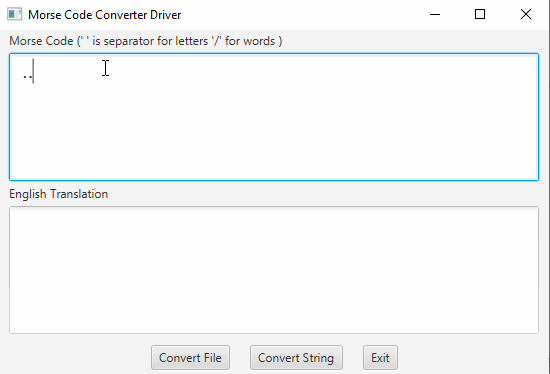 Morse Code Converter Driver
Morse Code (' ' is separator for letters '/' for words )
..
English Translation
Convert File Convert String Exit